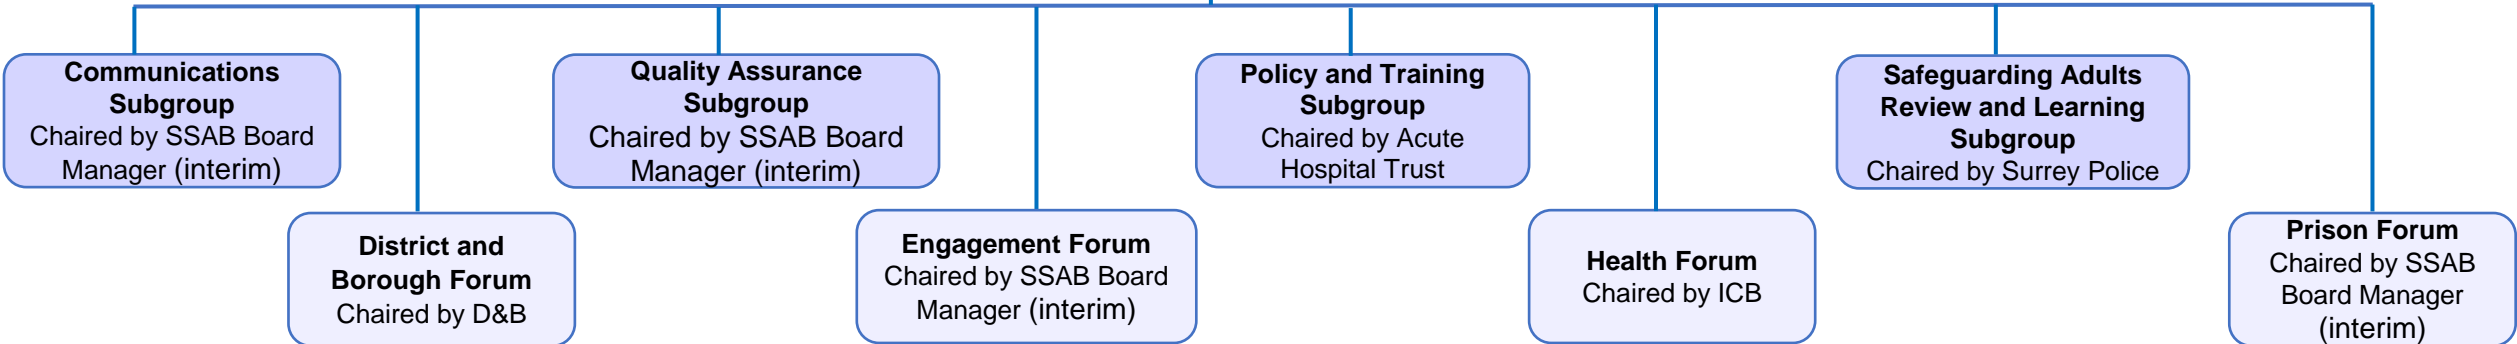 Communications
Subgroup
Chaired by SSAB Board
Manager (interim)
Quality Assurance
Subgroup
Chaired by SSAB Board
Manager (interim)
Policy and Training
Subgroup
Chaired by Acute
Hospital Trust
Safeguarding Adults
Review and Learning
Subgroup
Chaired by Surrey Police
District and
Borough Forum
Chaired by D&B
Engagement Forum
Chaired by SSAB Board
Manager (interim)
Health Forum
Chaired by ICB
Prison Forum
Chaired by SSAB
Board Manager
(interim)